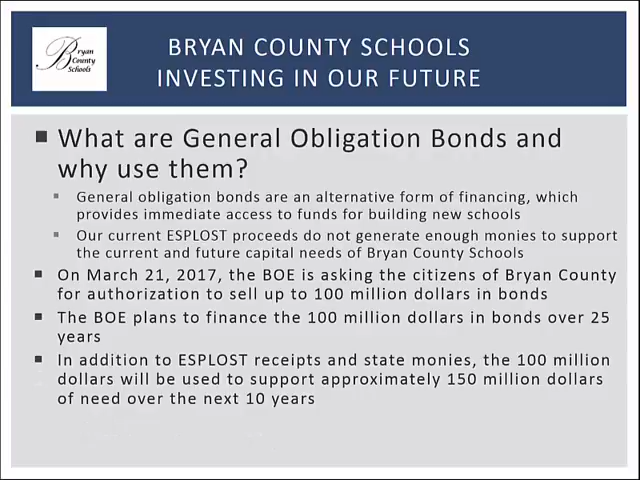 Bryan
County
Schools
BRYAN COUNTY SCHOOLS
INVESTING IN OUR FUTURE
What are General Obligation Bonds and
why use them?
General obligation bonds are an alternative form of financing, which
provides immediate access to funds for building new schools
Our current ESPLOST proceeds do not generate enough monies to support
the current and future capital needs of Bryan County Schools
On March 21, 2017, the BOE is asking the citizens of Bryan County
for authorization to sell up to 100 million dollars in bonds
The BOE plans to finance the 100 million dollars in bonds over 25
years
In addition to ESPLOST receipts and state monies, the 100 million
dollars will be used to support approximately 150 million dollars
of need over the next 10 years